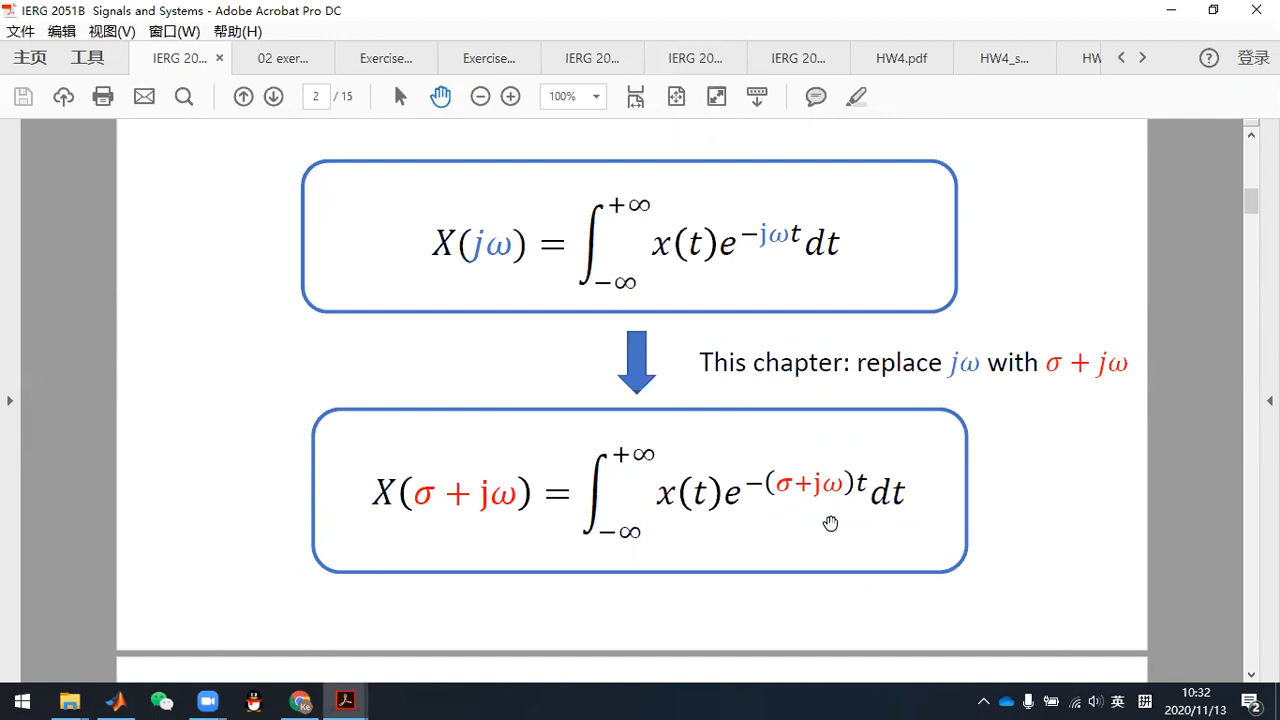 IERG 2051B Signals and Systems - Adobe Acrobat Pro DC
文件 编辑 视图(V) 窗口(W) 帮助(H)
主页 工具 IERG 20... × 02 exer... Exercise... Exercise... IERG 20... IERG 20... IERG 20... HW4.pdf HW4_s... HW 登录
2 / 15 100%
X(jω) = ∫_{−∞}^{+∞} x(t)e^{−jωt}dt
This chapter: replace jω with σ + jω
X(σ + jω) = ∫_{−∞}^{+∞} x(t)e^{−(σ+jω)t}dt
英 拼 10:32
2020/11/13 2